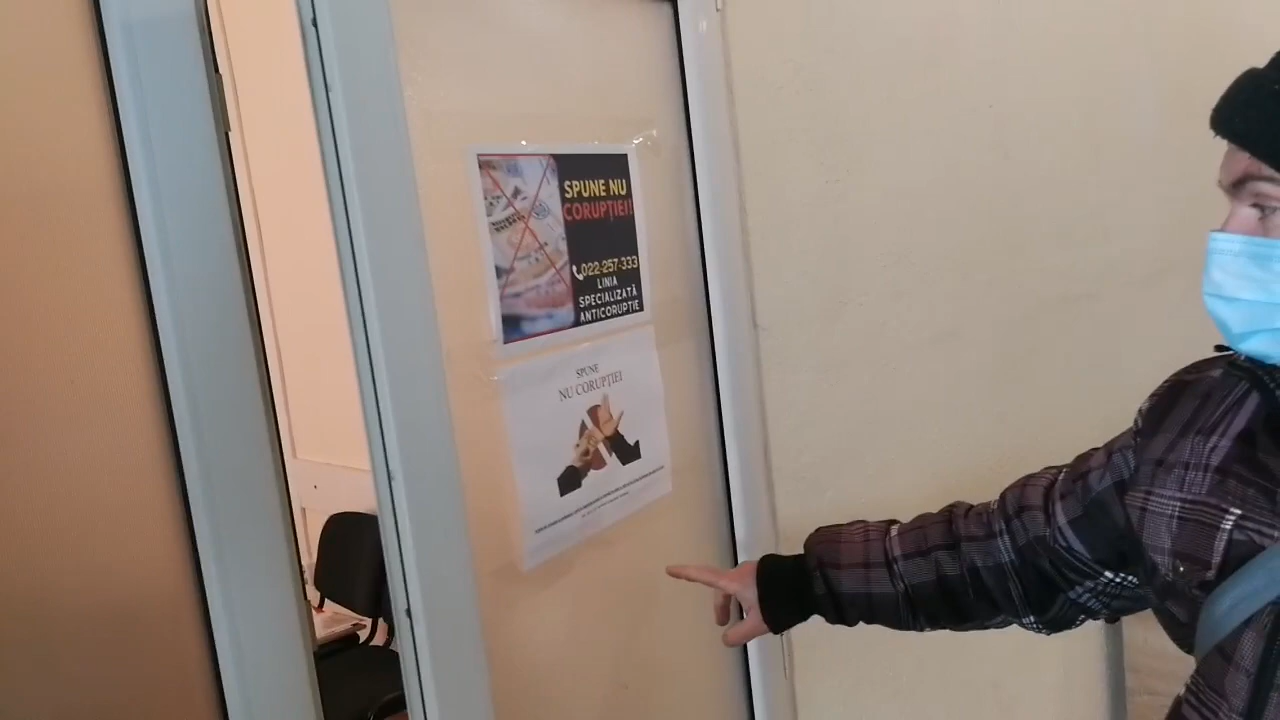 SPUNE NU
CORUPȚIEI!
022-257-333
LINIA
SPECIALIZATĂ
ANTICORUPȚIE
SPUNE
NU CORUPȚIEI